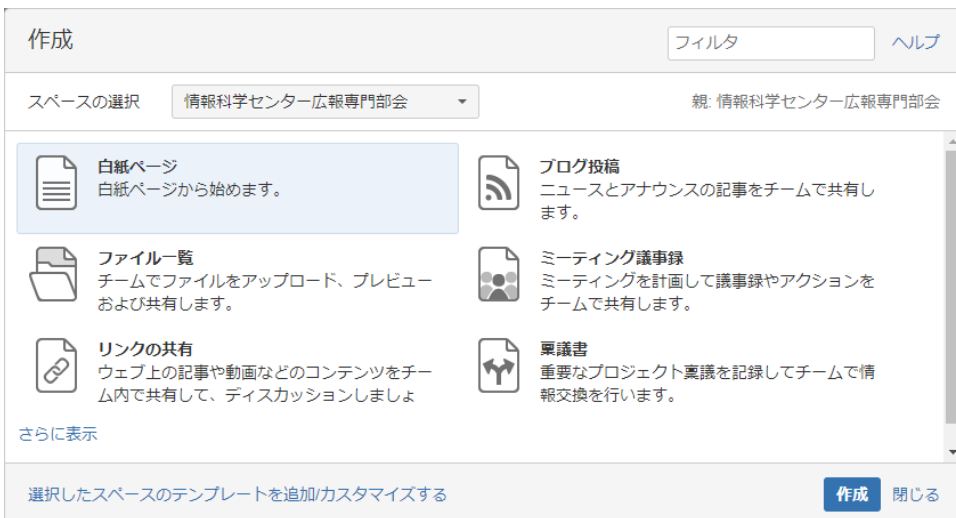 作成
フィルタ
ヘルプ
スペースの選択
情報科学センター広報専門部会
親: 情報科学センター広報専門部会
白紙ページ
白紙ページから始めます。
ブログ投稿
ニュースとアナウンスの記事をチームで共有し
ます。
ファイル一覧
チームでファイルをアップロード、プレビュー
および共有します。
ミーティング議事録
ミーティングを計画して議事録やアクションを
チームで共有します。
リンクの共有
ウェブ上の記事や動画などのコンテンツをチー
ム内で共有して、ディスカッションしましょ
稟議書
重要なプロジェクト稟議を記録してチームで情
報交換を行います。
さらに表示
選択したスペースのテンプレートを追加/カスタマイズする
作成
閉じる